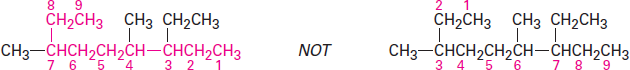 8 9 2 1
CH₂CH₃ CH₃ CH₂CH₃ CH₂CH₃ CH₃ CH₂CH₃
CH₃—CHCH₂CH₂CH—CHCH₂CH₃ NOT CH₃—CHCH₂CH₂CH—CHCH₂CH₃
7 6 5 4 3 2 1 3 4 5 6 7 8 9